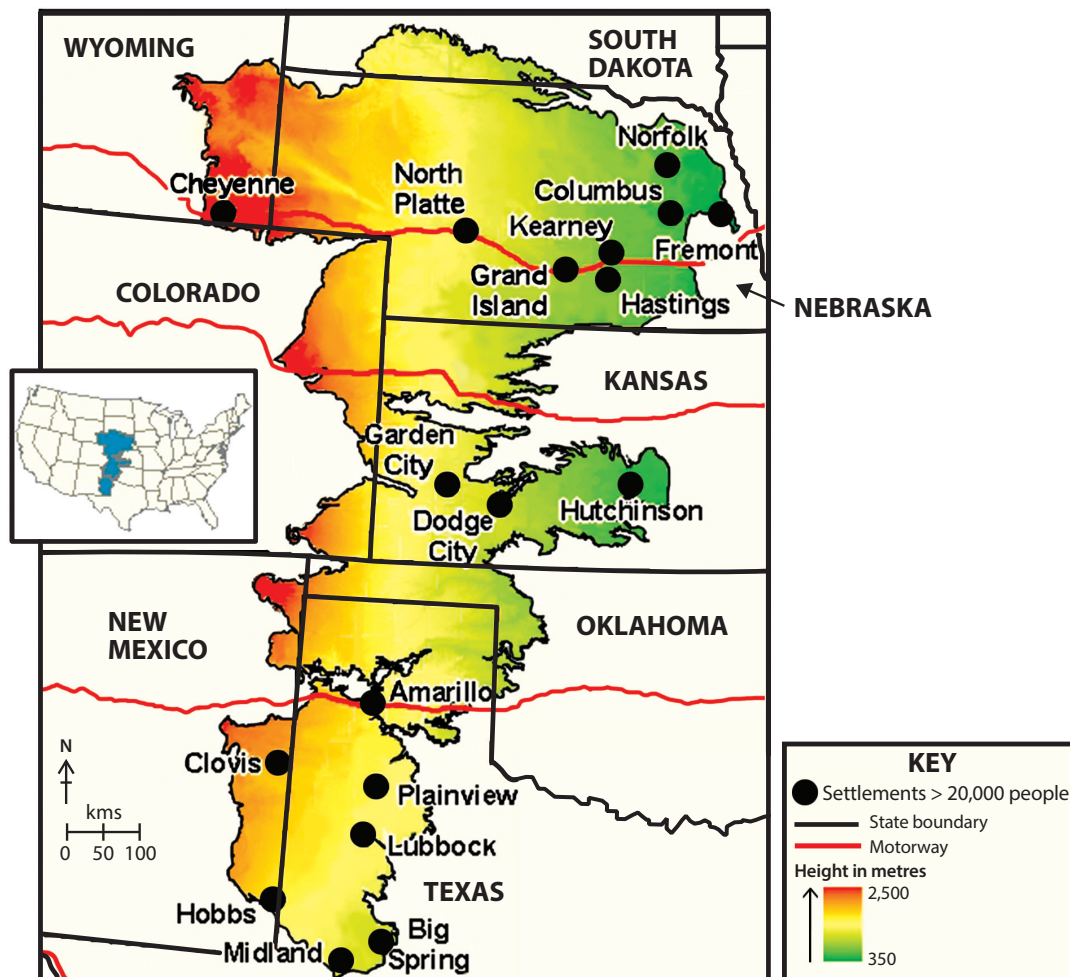 WYOMING
SOUTH
DAKOTA
Norfolk
Cheyenne
North
Platte
Columbus
Kearney
Fremont
Grand
Island
Hastings
COLORADO
NEBRASKA
KANSAS
Garden
City
Dodge
City
Hutchinson
NEW
MEXICO
OKLAHOMA
Amarillo
Clovis
Plainview
Lubbock
TEXAS
Hobbs
Big
Spring
Midland
N
kms
0 50 100
KEY
Settlements > 20,000 people
State boundary
Motorway
Height in metres
2,500
350